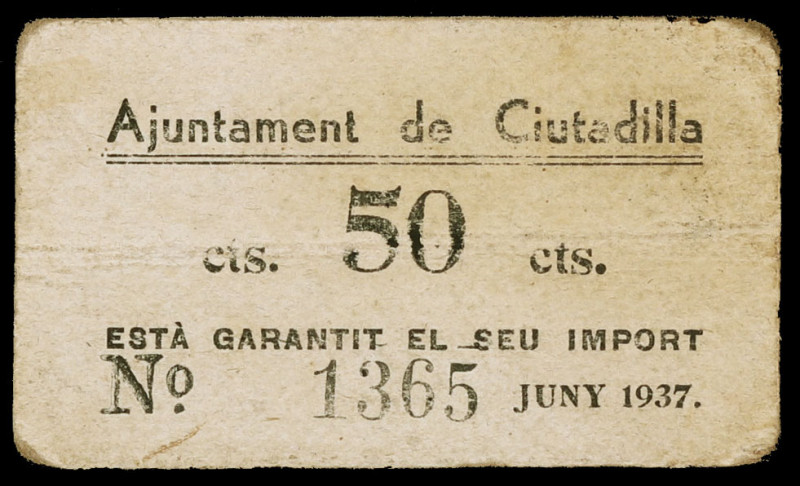 Ajuntament de Ciutadilla
cts. 50 cts.
ESTÀ GARANTIT EL SEU IMPORT
Nº 1365 JUNY 1937.